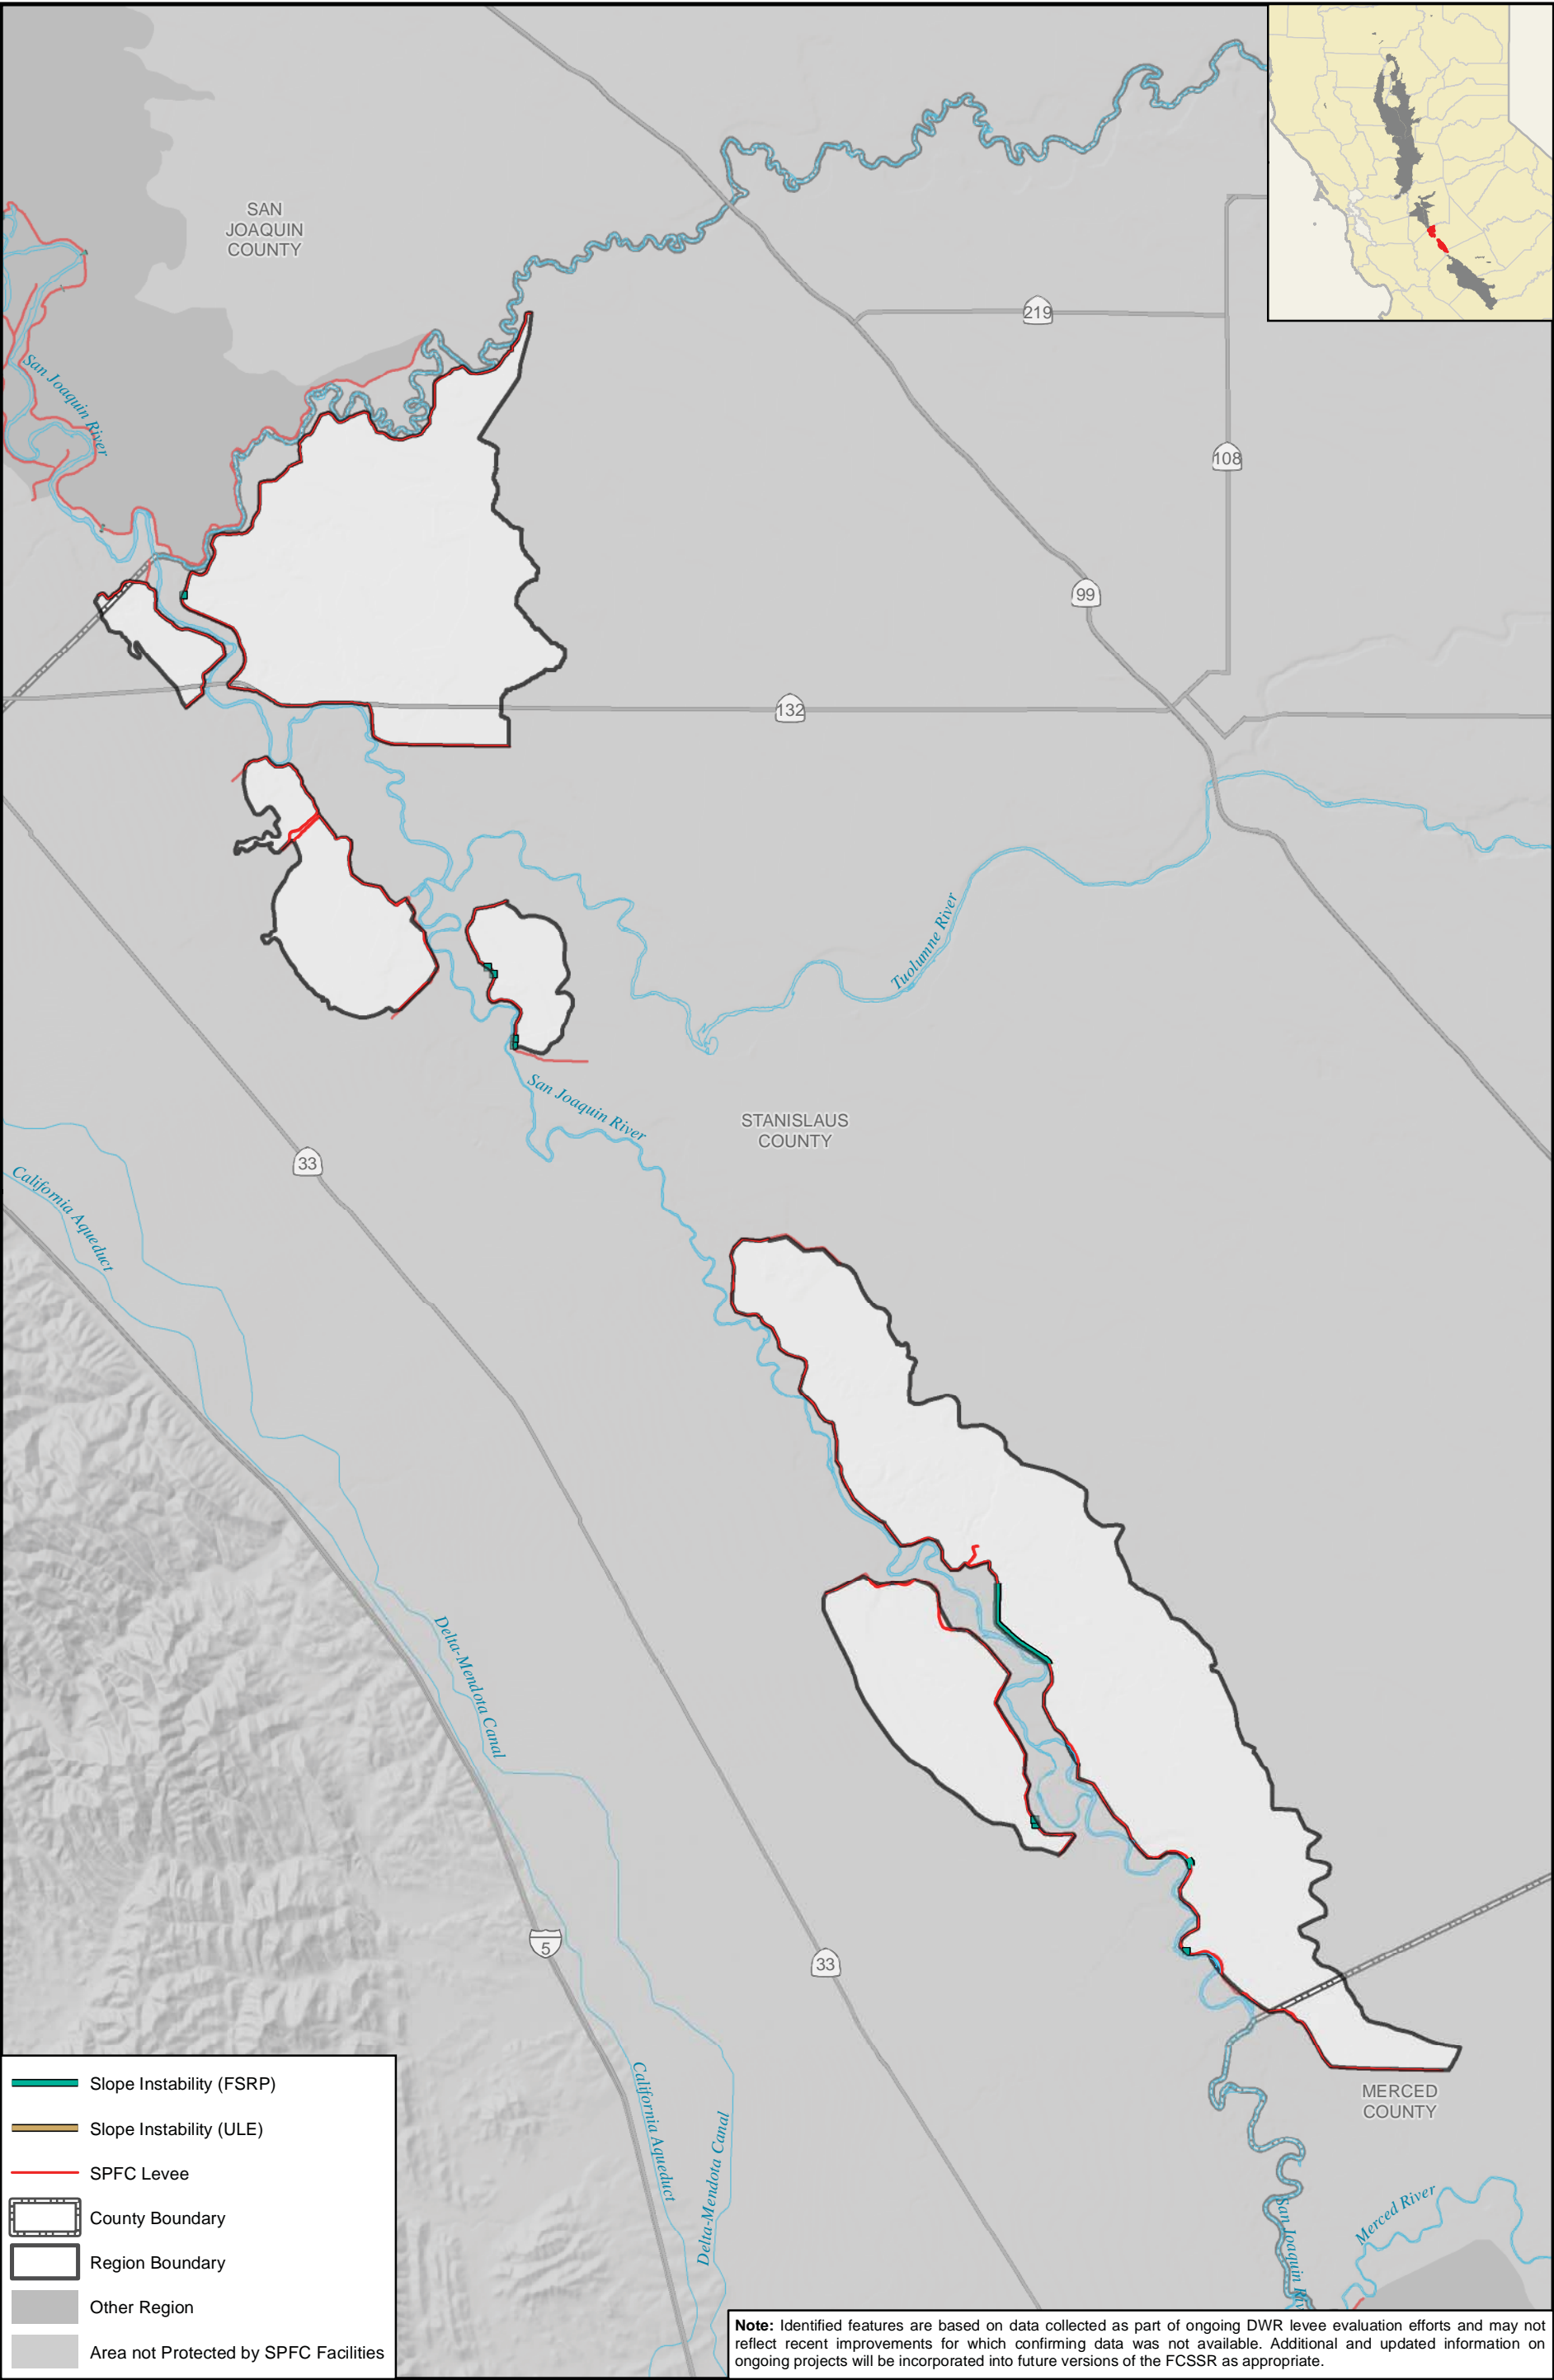 SAN
JOAQUIN
COUNTY
219
San Joaquin River
108
99
132
Tuolumne River
San Joaquin River
STANISLAUS
COUNTY
33
California Aqueduct
Delta-Mendota Canal
5
33
MERCED
COUNTY
California Aqueduct
Delta-Mendota Canal
Merced River
San Joaquin Riv
Slope Instability (FSRP)
Slope Instability (ULE)
SPFC Levee
County Boundary
Region Boundary
Other Region
Area not Protected by SPFC Facilities
Note: Identified features are based on data collected as part of ongoing DWR levee evaluation efforts and may not
reflect recent improvements for which confirming data was not available. Additional and updated information on
ongoing projects will be incorporated into future versions of the FCSSR as appropriate.